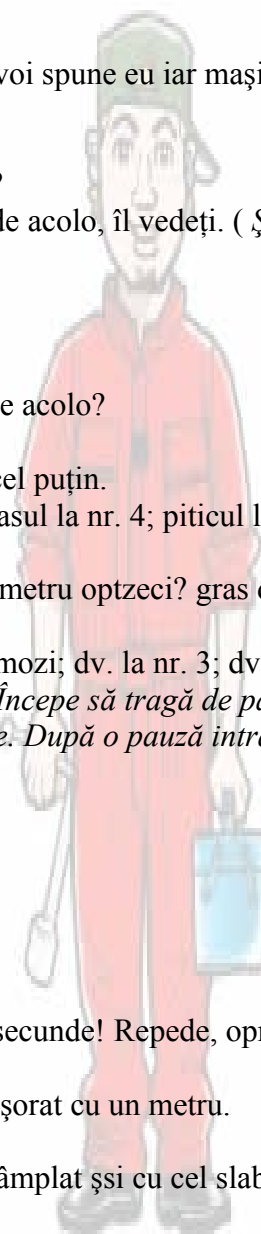 voi spune eu iar maşi
?
de acolo, îl vedeţi. ( Ş
e acolo?
cel puţin.
asul la nr. 4; piticul l
metru optzeci? gras
mozi; dv. la nr. 3; dv
Începe să tragă de pa
e. După o pauză intra
secunde! Repede, opr
şorat cu un metru.
âmplat şsi cu cel slab